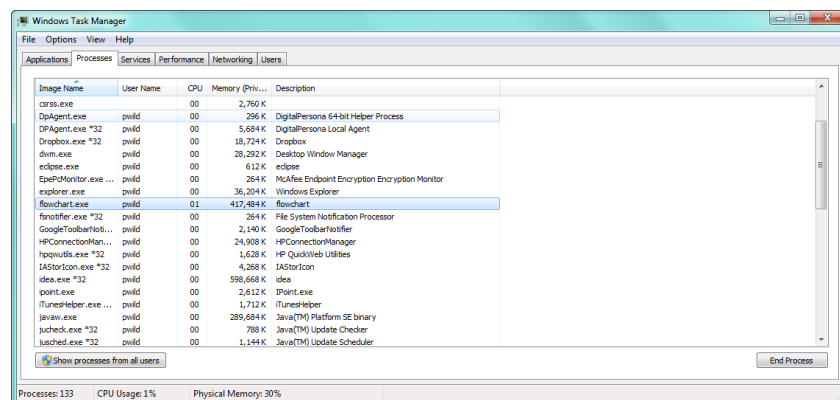 Windows Task Manager
File Options View Help
Applications Processes Services Performance Networking Users
Image Name User Name CPU Memory (Priv... Description
csrss.exe 00 2,760 K
DpAgent.exe pwild 00 296 K DigitalPersona 64-bit Helper Process
DPAgent.exe *32 pwild 00 5,684 K DigitalPersona Local Agent
Dropbox.exe *32 pwild 00 18,724 K Dropbox
dwm.exe pwild 00 28,292 K Desktop Window Manager
eclipse.exe pwild 00 612 K eclipse
EpePcMonitor.exe ... pwild 00 264 K McAfee Endpoint Encryption Encryption Monitor
explorer.exe pwild 00 36,204 K Windows Explorer
flowchart.exe pwild 01 417,484 K flowchart
fsnotifier.exe *32 pwild 00 264 K File System Notification Processor
GoogleToolbarNoti... pwild 00 2,140 K GoogleToolbarNotifier
HPConnectionMan... pwild 00 24,908 K HPConnectionManager
hpqwutils.exe *32 pwild 00 1,628 K HP QuickWeb Utilities
IAStorIcon.exe *32 pwild 00 4,268 K IAStorIcon
idea.exe *32 pwild 00 598,668 K idea
ipoint.exe pwild 00 2,612 K IPoint.exe
iTunesHelper.exe ... pwild 00 1,712 K iTunesHelper
javaw.exe pwild 00 289,684 K Java(TM) Platform SE binary
jucheck.exe *32 pwild 00 788 K Java(TM) Update Checker
jusched.exe *32 pwild 00 1,144 K Java(TM) Update Scheduler
Show processes from all users End Process
Processes: 133 CPU Usage: 1% Physical Memory: 30%